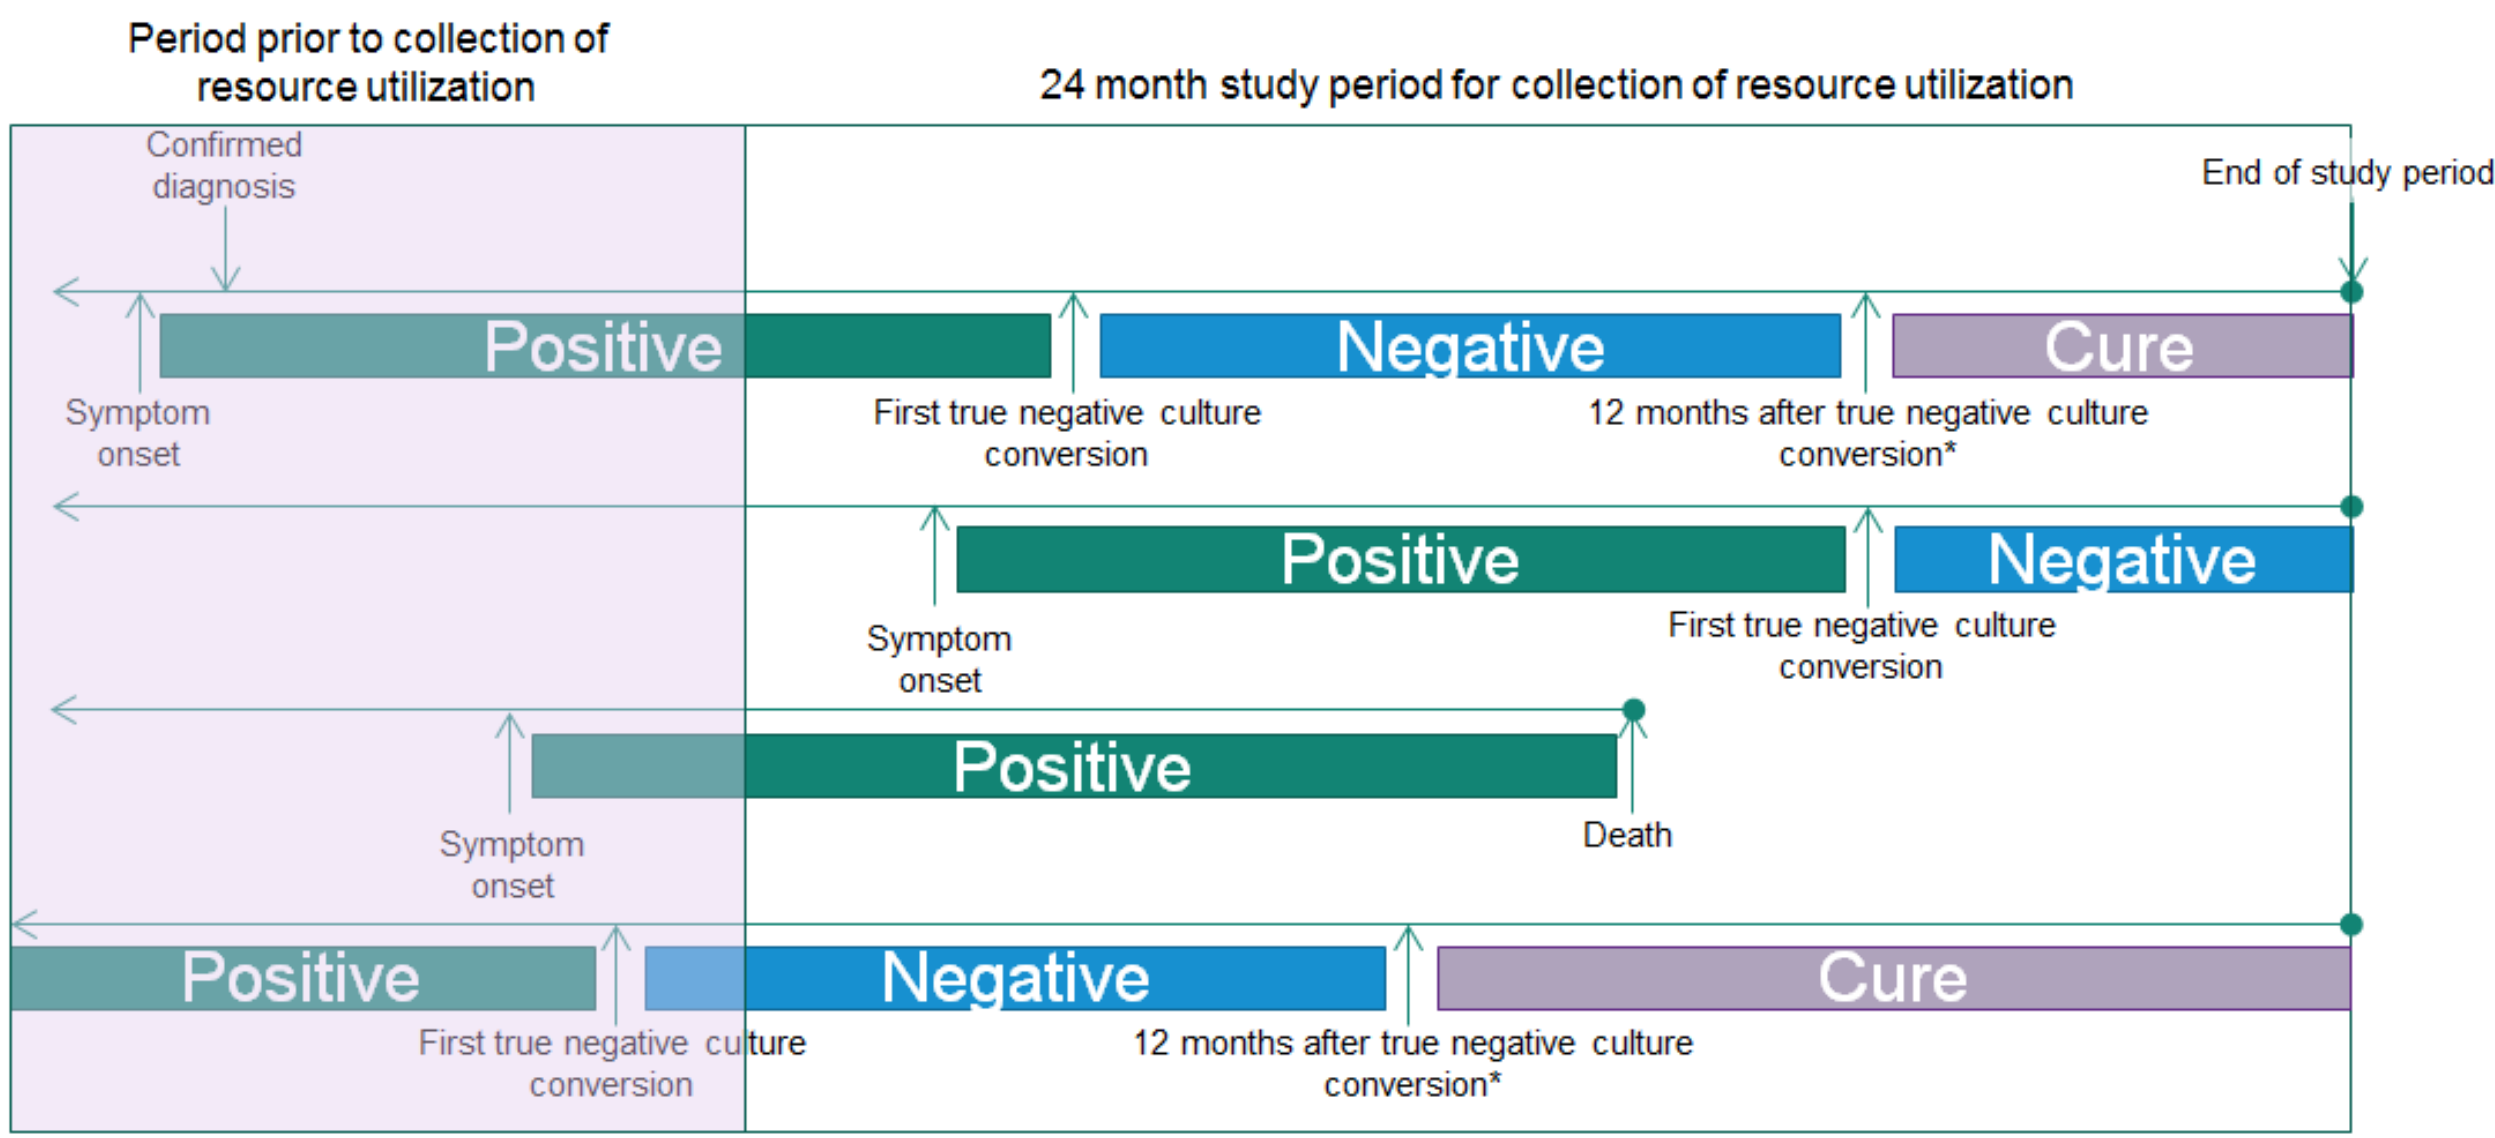 Period prior to collection of
resource utilization
24 month study period for collection of resource utilization
Confirmed
diagnosis
End of study period
Positive
Negative
Cure
Symptom
onset
First true negative culture
conversion
12 months after true negative culture
conversion*
Positive
Negative
Symptom
onset
First true negative culture
conversion
Positive
Symptom
onset
Death
Positive
Negative
Cure
First true negative culture
conversion
12 months after true negative culture
conversion*